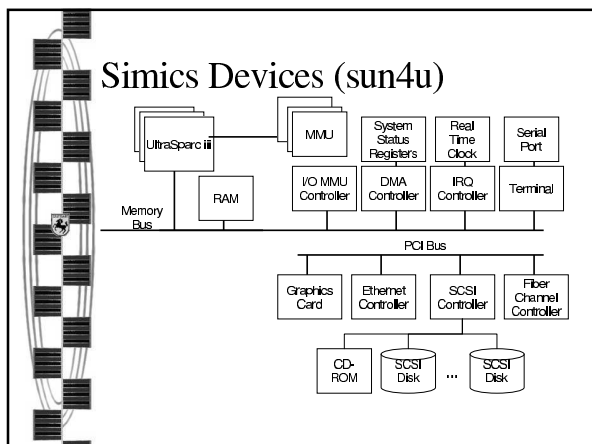 Simics Devices (sun4u)
UltraSparc iii
MMU
System
Status
Registers
Real
Time
Clock
Serial
Port
RAM
I/O MMU
Controller
DMA
Controller
IRQ
Controller
Terminal
Memory
Bus
PCI Bus
Graphics
Card
Ethernet
Controller
SCSI
Controller
Fiber
Channel
Controller
CD-
ROM
SCSI
Disk
...
SCSI
Disk